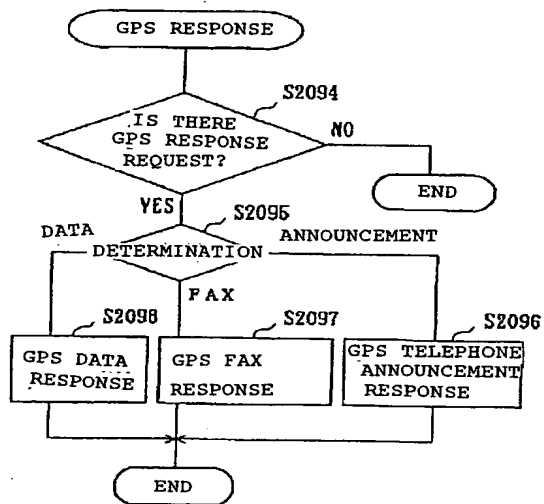 GPS RESPONSE
S2094
IS THERE
GPS RESPONSE
REQUEST?
NO
END
YES
S2095
DATA
DETERMINATION
ANNOUNCEMENT
FAX
S2098
S2097
S2096
GPS DATA
RESPONSE
GPS FAX
RESPONSE
GPS TELEPHONE
ANNOUNCEMENT
RESPONSE
END